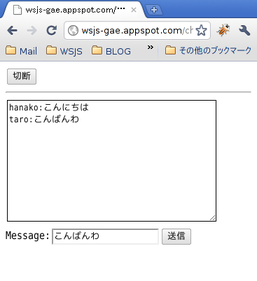 wsjs-gae.appspot.com/
wsjs-gae.appspot.com/ch
Mail
WSJS
BLOG
»
その他のブックマーク
切断
hanako:こんにちは
taro:こんばんわ
Message:
こんばんわ
送信